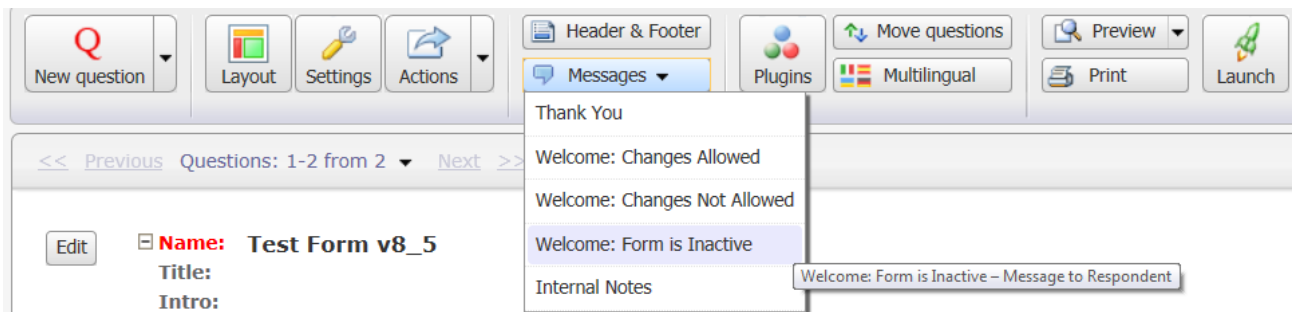 Q
New question
Layout
Settings
Actions
Header & Footer
Messages
Plugins
Move questions
Multilingual
Preview
Print
Launch
Thank You
Welcome: Changes Allowed
Welcome: Changes Not Allowed
Welcome: Form is Inactive
Internal Notes
Welcome: Form is Inactive – Message to Respondent
<< Previous Questions: 1-2 from 2 Next >>
Edit
Name: Test Form v8_5
Title:
Intro: